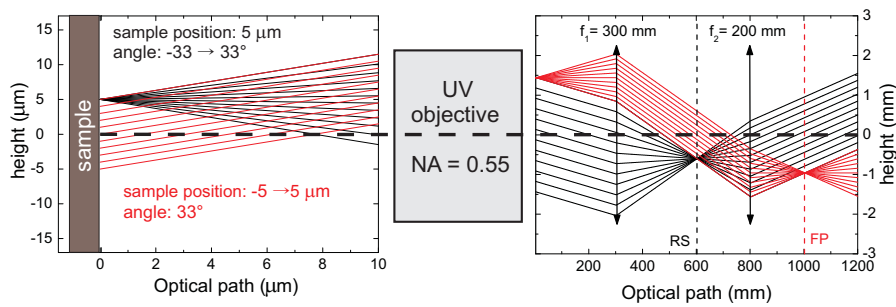 sample position: 5 μm
angle: -33 → 33°
sample
sample position: -5 →5 μm
angle: 33°
height (μm)
15
10
5
0
-5
-10
-15
0 2 4 6 8 10
Optical path (μm)
UV
objective
NA = 0.55
f₁= 300 mm
f₂= 200 mm
RS
FP
3
2
1
0
-1
-2
-3
height (mm)
0 200 400 600 800 1000 1200
Optical path (mm)